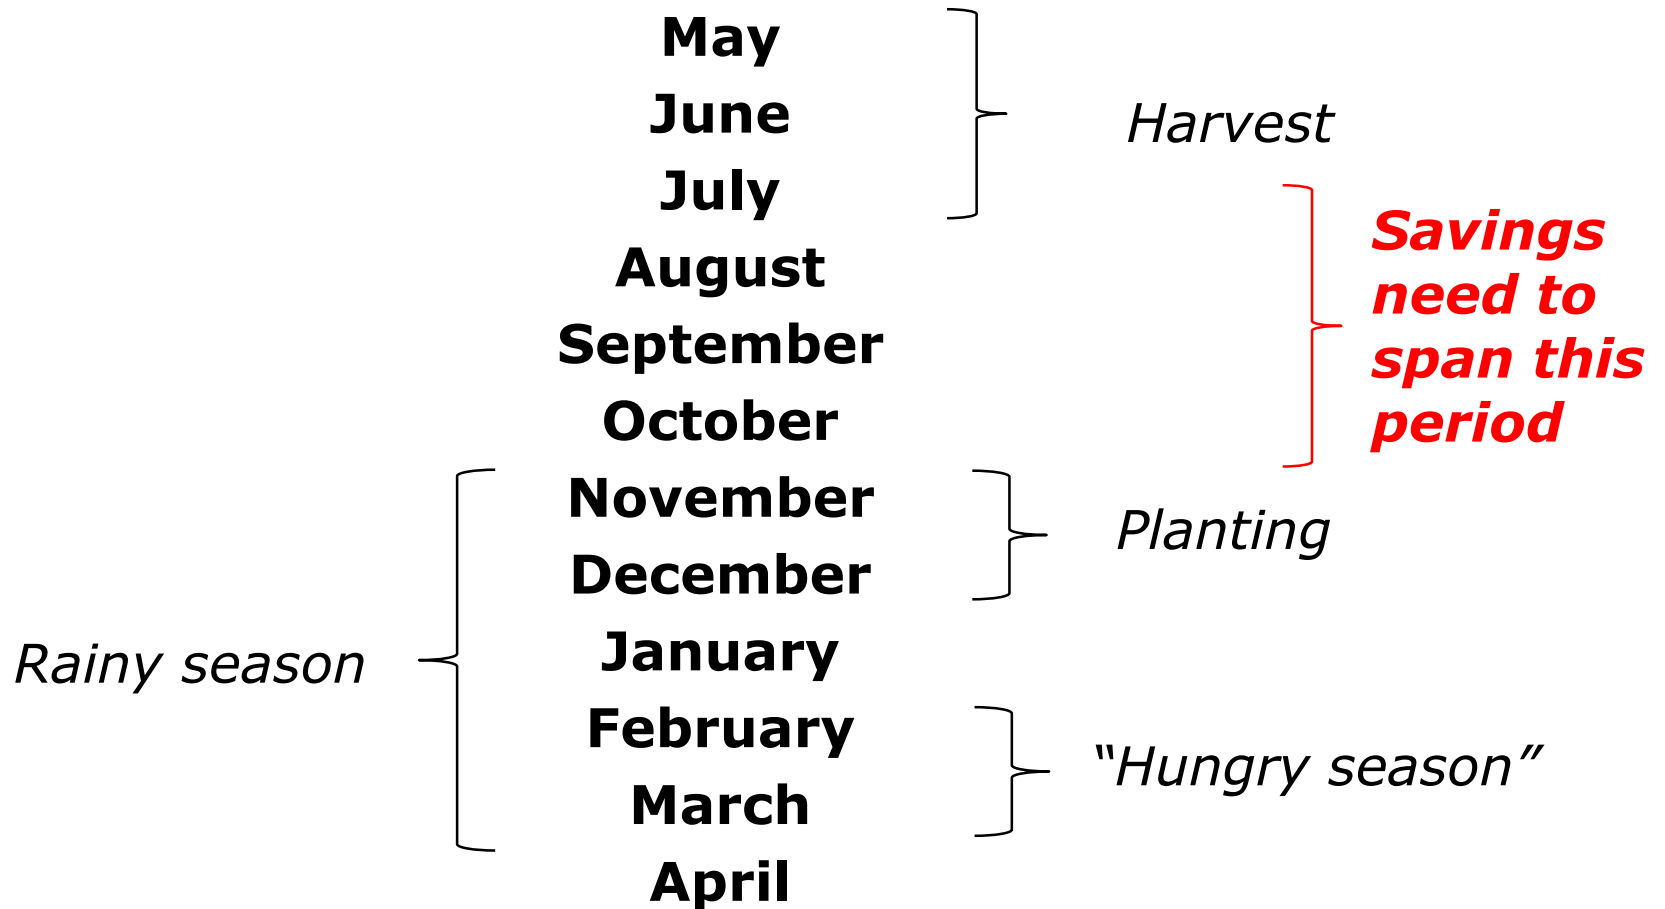 May
June
Harvest
July
Savings
need to
span this
period
August
September
October
November
Planting
December
January
Rainy season
February
“Hungry season”
March
April